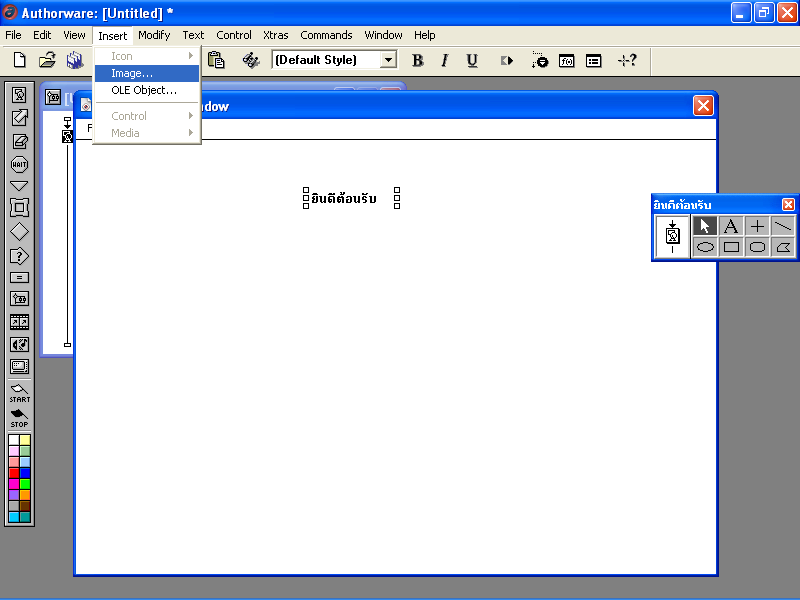 Authorware: [Untitled] *
File Edit View Insert Modify Text Control Xtras Commands Window Help
(Default Style) B I U
Icon
Image...
OLE Object...
Control
Media
ยินดีต้อนรับ
ยินดีต้อนรับ
A
WAIT
?
=
START
STOP